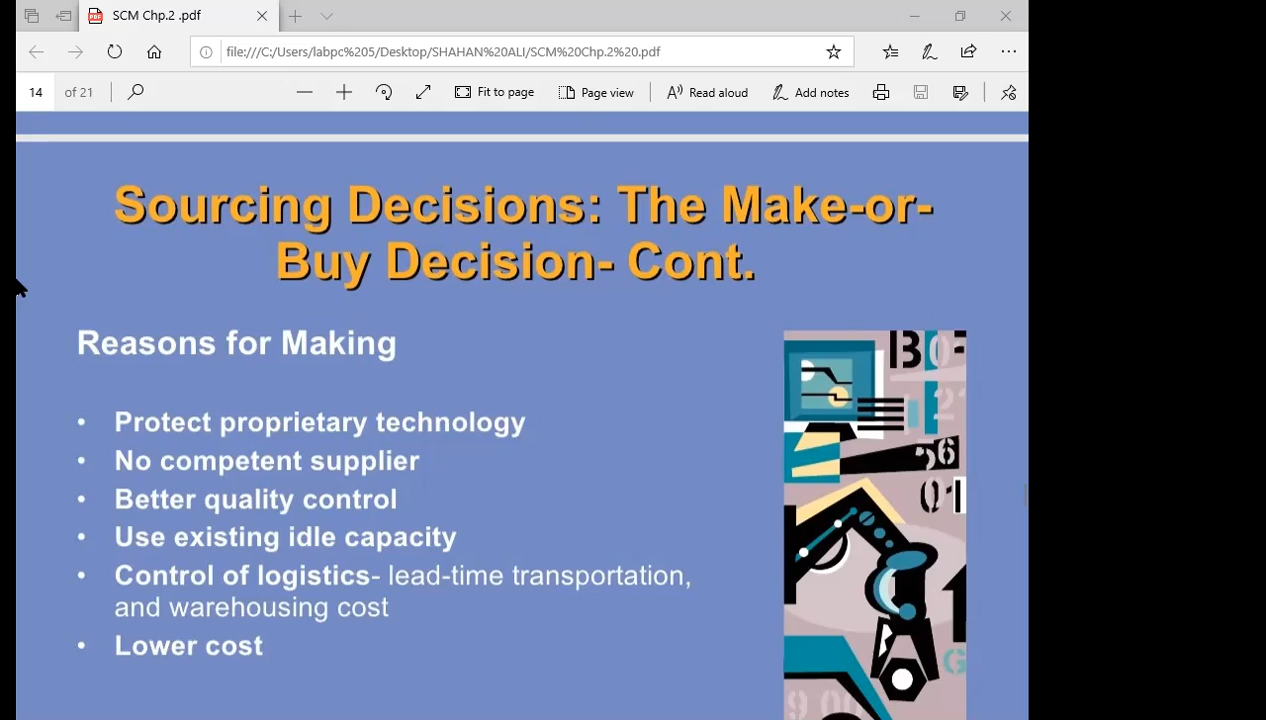 SCM Chp.2 .pdf
file:///C:/Users/labpc%205/Desktop/SHAHAN%20ALI/SCM%20Chp.2%20.pdf
14 of 21 Fit to page Page view Read aloud Add notes
Sourcing Decisions: The Make-or-
Buy Decision- Cont.
Reasons for Making
• Protect proprietary technology
• No competent supplier
• Better quality control
• Use existing idle capacity
• Control of logistics- lead-time transportation,
and warehousing cost
• Lower cost
56
01
G